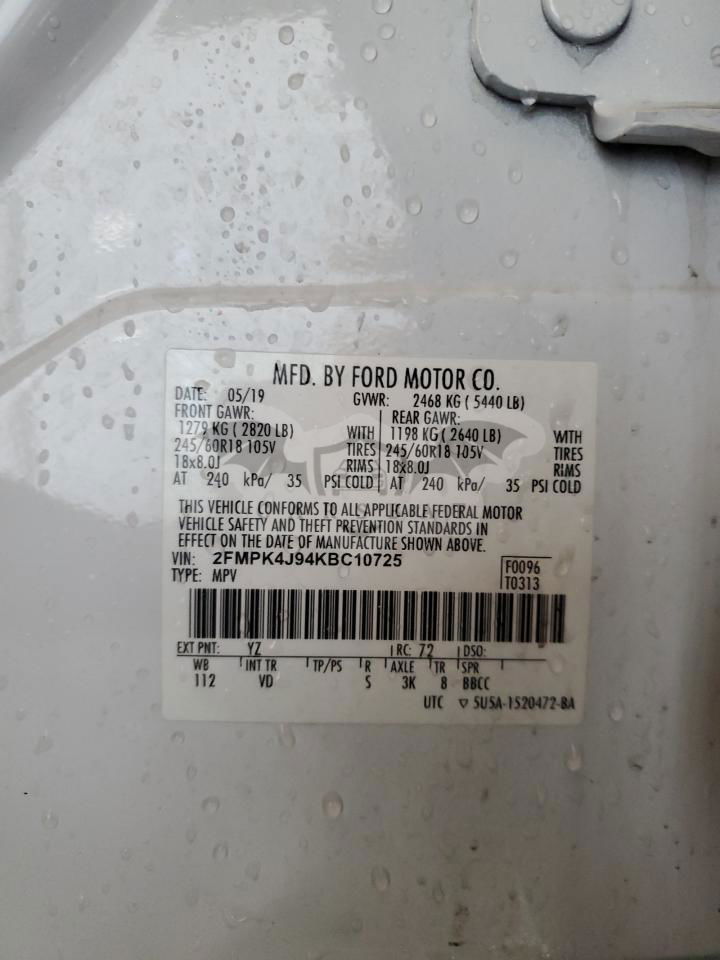 MFD. BY FORD MOTOR CO.
DATE: 05/19 GVWR: 2468 KG ( 5440 LB)
FRONT GAWR: REAR GAWR:
1279 KG ( 2820 LB) WITH 1198 KG ( 2640 LB) WITH
245/60R18 105V TIRES 245/60R18 105V TIRES
18x8.0J RIMS 18x8.0J RIMS
AT 240 kPa/ 35 PSI COLD AT 240 kPa/ 35 PSI COLD
THIS VEHICLE CONFORMS TO ALL APPLICABLE FEDERAL MOTOR
VEHICLE SAFETY AND THEFT PREVENTION STANDARDS IN
EFFECT ON THE DATE OF MANUFACTURE SHOWN ABOVE.
VIN: 2FMPK4J94KBC10725 F0096
TYPE: MPV T0313
EXT PNT: YZ RC: 72 DSO:
WB INT TR TP/PS R AXLE TR SPR
112 VD S 3K 8 BBCC
UTC ▽ 5U5A-1520472-BA